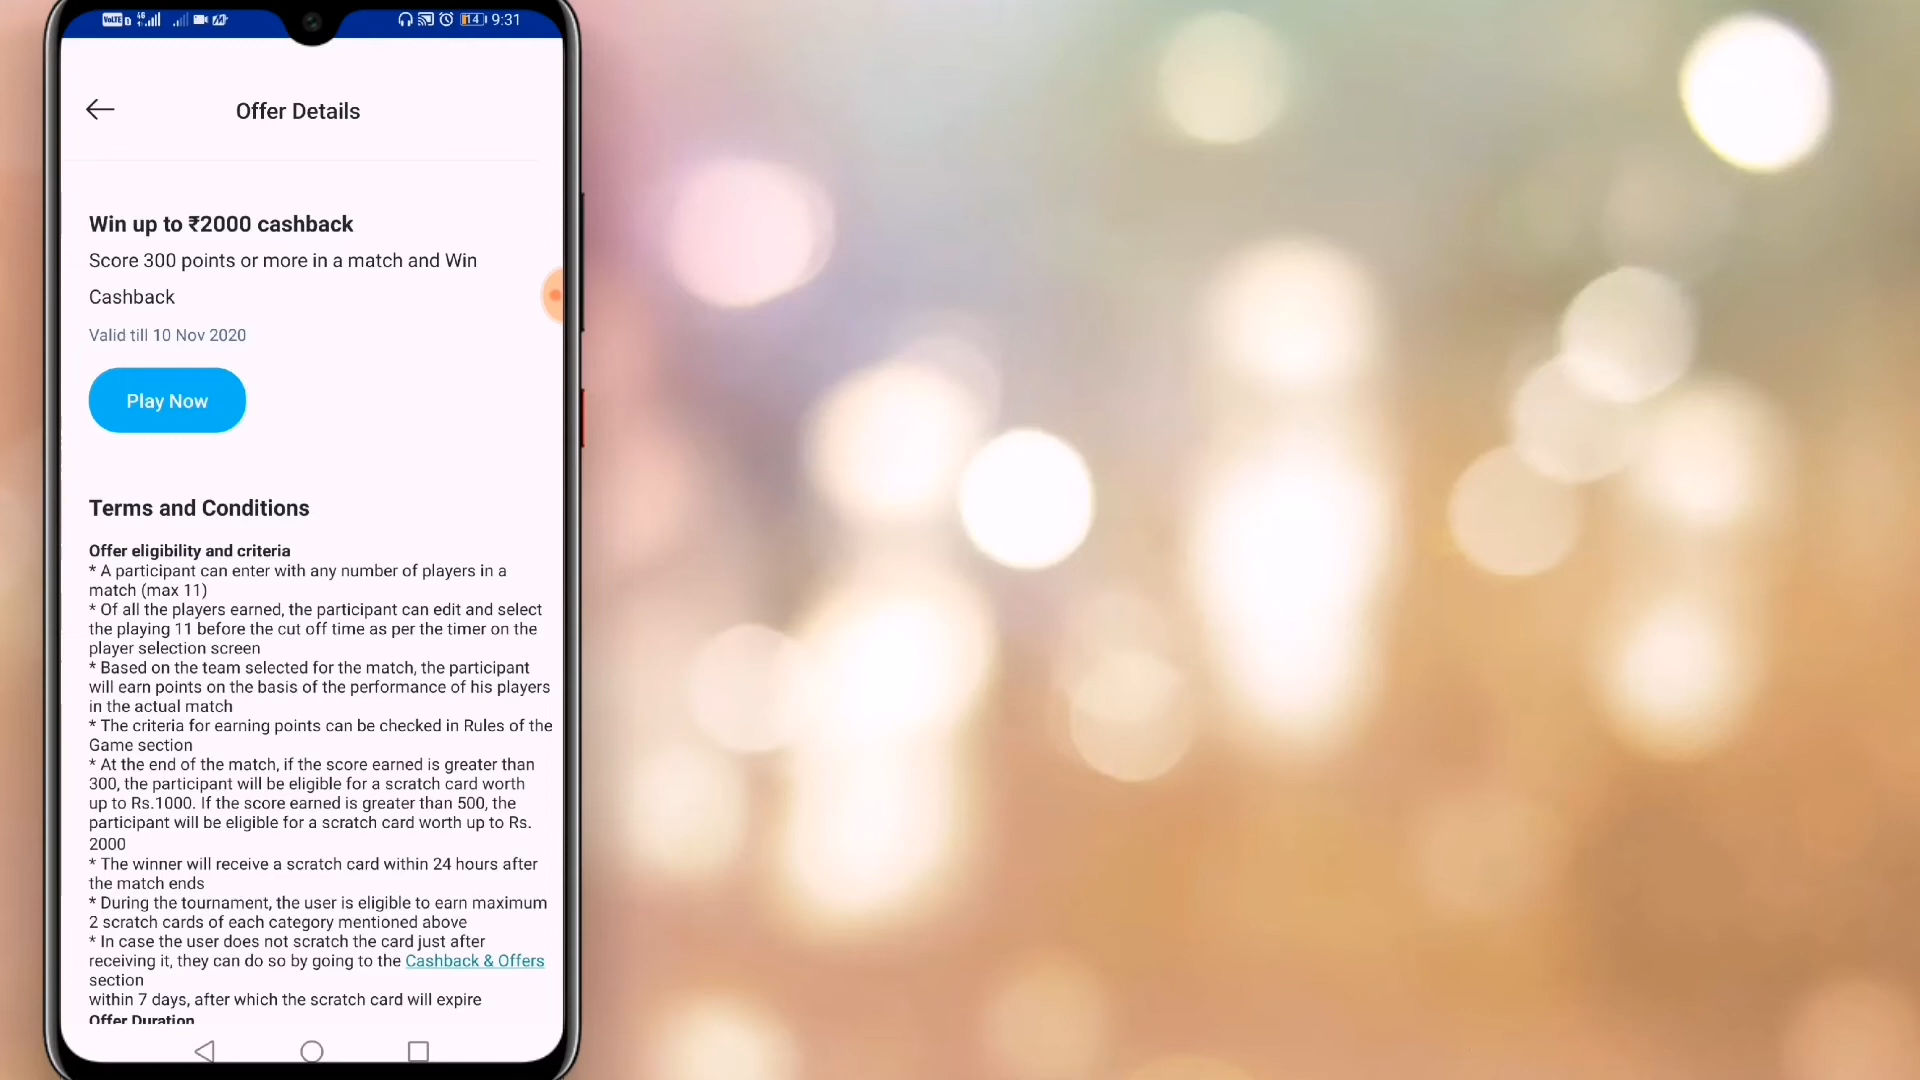 VoLTE 4G 14 9:31
Offer Details
Win up to ₹2000 cashback
Score 300 points or more in a match and Win
Cashback
Valid till 10 Nov 2020
Play Now
Terms and Conditions
Offer eligibility and criteria
* A participant can enter with any number of players in a
match (max 11)
* Of all the players earned, the participant can edit and select
the playing 11 before the cut off time as per the timer on the
player selection screen
* Based on the team selected for the match, the participant
will earn points on the basis of the performance of his players
in the actual match
* The criteria for earning points can be checked in Rules of the
Game section
* At the end of the match, if the score earned is greater than
300, the participant will be eligible for a scratch card worth
up to Rs.1000. If the score earned is greater than 500, the
participant will be eligible for a scratch card worth up to Rs.
2000
* The winner will receive a scratch card within 24 hours after
the match ends
* During the tournament, the user is eligible to earn maximum
2 scratch cards of each category mentioned above
* In case the user does not scratch the card just after
receiving it, they can do so by going to the Cashback & Offers
section
within 7 days, after which the scratch card will expire
Offer Duration